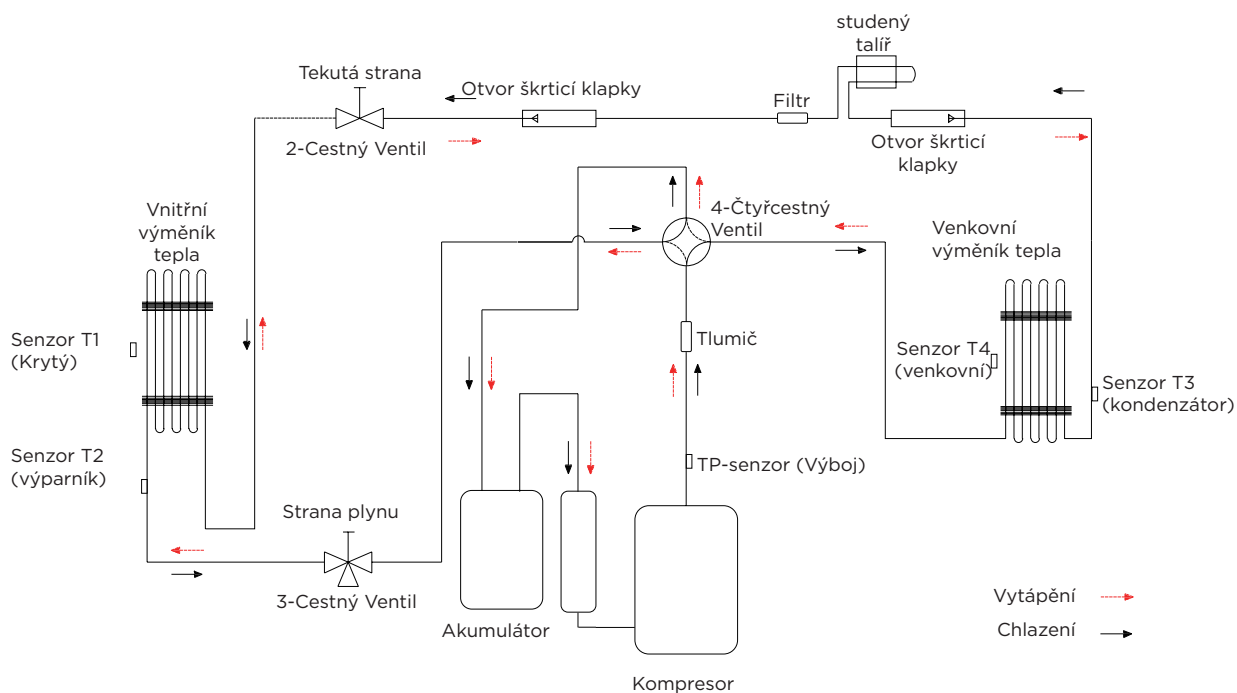 studený
talíř
Tekutá strana
Otvor škrticí klapky
Filtr
2-Cestný Ventil
Otvor škrticí
klapky
Vnitřní
výměník
tepla
4-Čtyřcestný
Ventil
Venkovní
výměník tepla
Senzor T1
(Krytý)
Tlumič
Senzor T4
(venkovní)
Senzor T3
(kondenzátor)
Senzor T2
(výparník)
TP-senzor (Výboj)
Strana plynu
3-Cestný Ventil
Akumulátor
Kompresor
Vytápění
Chlazení